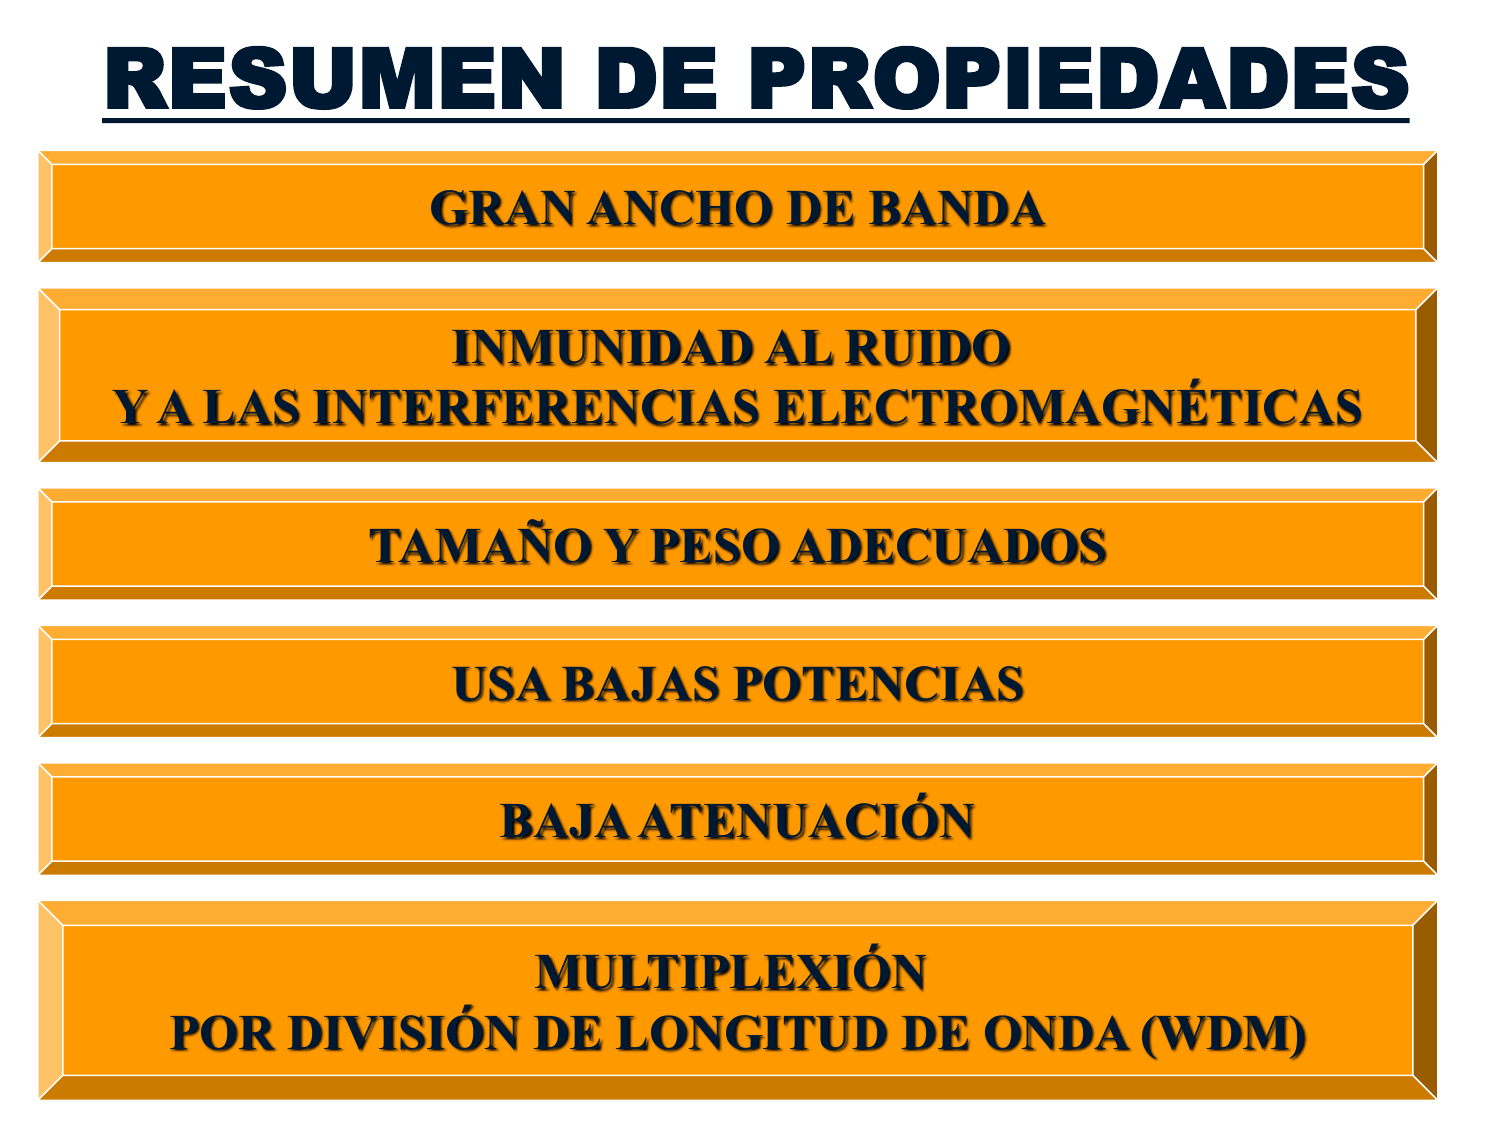 RESUMEN DE PROPIEDADES
GRAN ANCHO DE BANDA
INMUNIDAD AL RUIDO
Y A LAS INTERFERENCIAS ELECTROMAGNÉTICAS
TAMAÑO Y PESO ADECUADOS
USA BAJAS POTENCIAS
BAJA ATENUACIÓN
MULTIPLEXIÓN
POR DIVISIÓN DE LONGITUD DE ONDA (WDM)